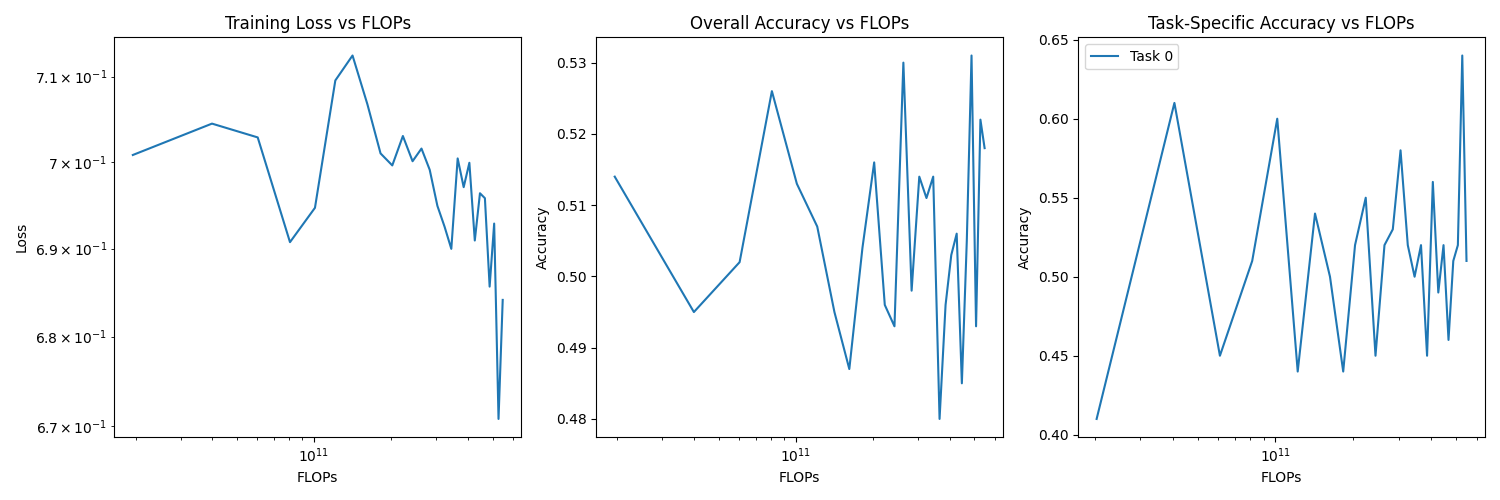 Training Loss vs FLOPs
7.1 × 10⁻¹
7 × 10⁻¹
6.9 × 10⁻¹
6.8 × 10⁻¹
6.7 × 10⁻¹
Loss
10¹¹
FLOPs
Overall Accuracy vs FLOPs
0.53
0.52
0.51
0.50
0.49
0.48
Accuracy
10¹¹
FLOPs
Task-Specific Accuracy vs FLOPs
Task 0
0.65
0.60
0.55
0.50
0.45
0.40
Accuracy
10¹¹
FLOPs